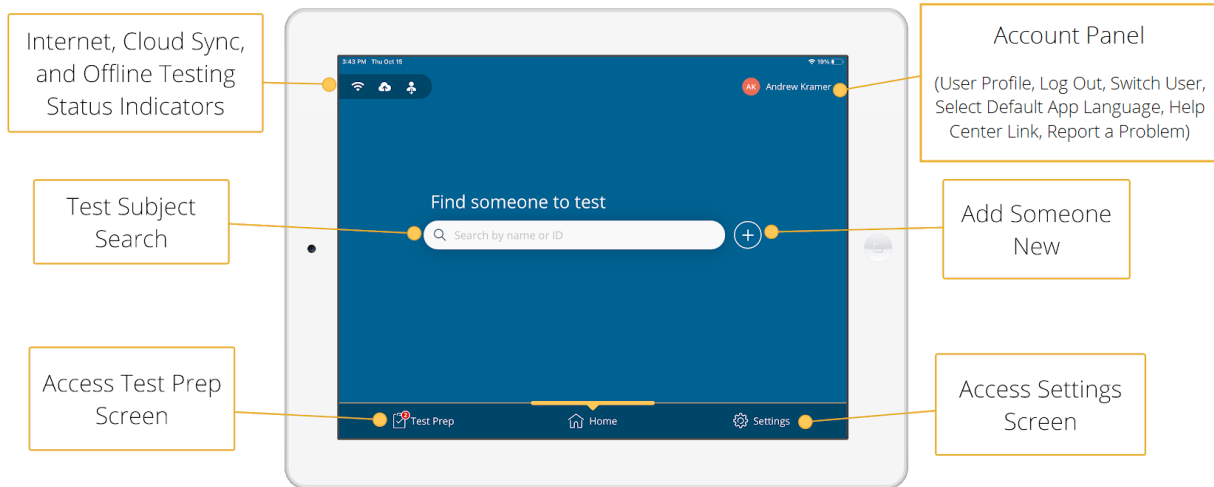 Internet, Cloud Sync,
and Offline Testing
Status Indicators
Account Panel
(User Profile, Log Out, Switch User,
Select Default App Language, Help
Center Link, Report a Problem)
3:43 PM Thu Oct 15
19%
AK Andrew Kramer
Test Subject
Search
Find someone to test
Search by name or ID
Add Someone
New
Access Test Prep
Screen
2
Test Prep
Home
Settings
Access Settings
Screen